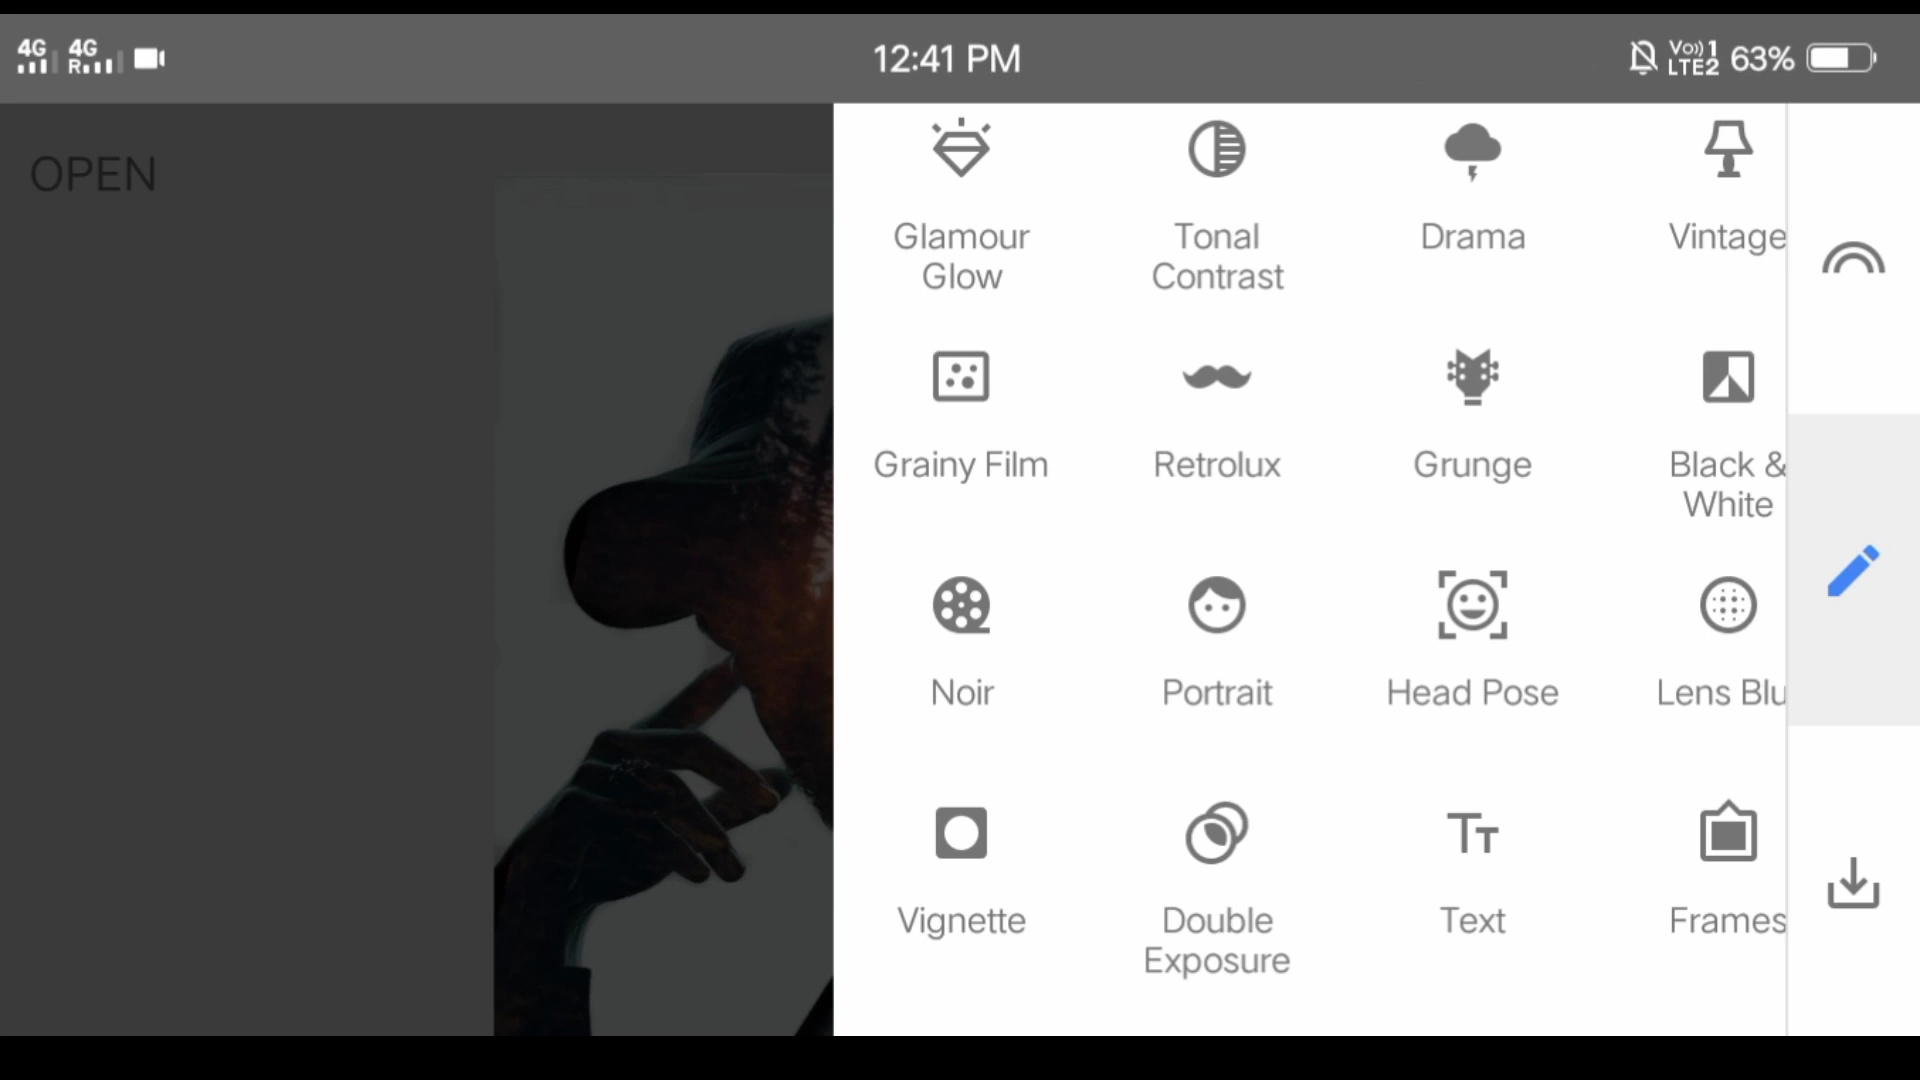 4G 4G R 12:41 PM Vo)) 1 LTE2 63%
OPEN
Glamour Glow
Tonal Contrast
Drama
Vintage
Grainy Film
Retrolux
Grunge
Black & White
Noir
Portrait
Head Pose
Lens Blu
Vignette
Double Exposure
Text
Frames